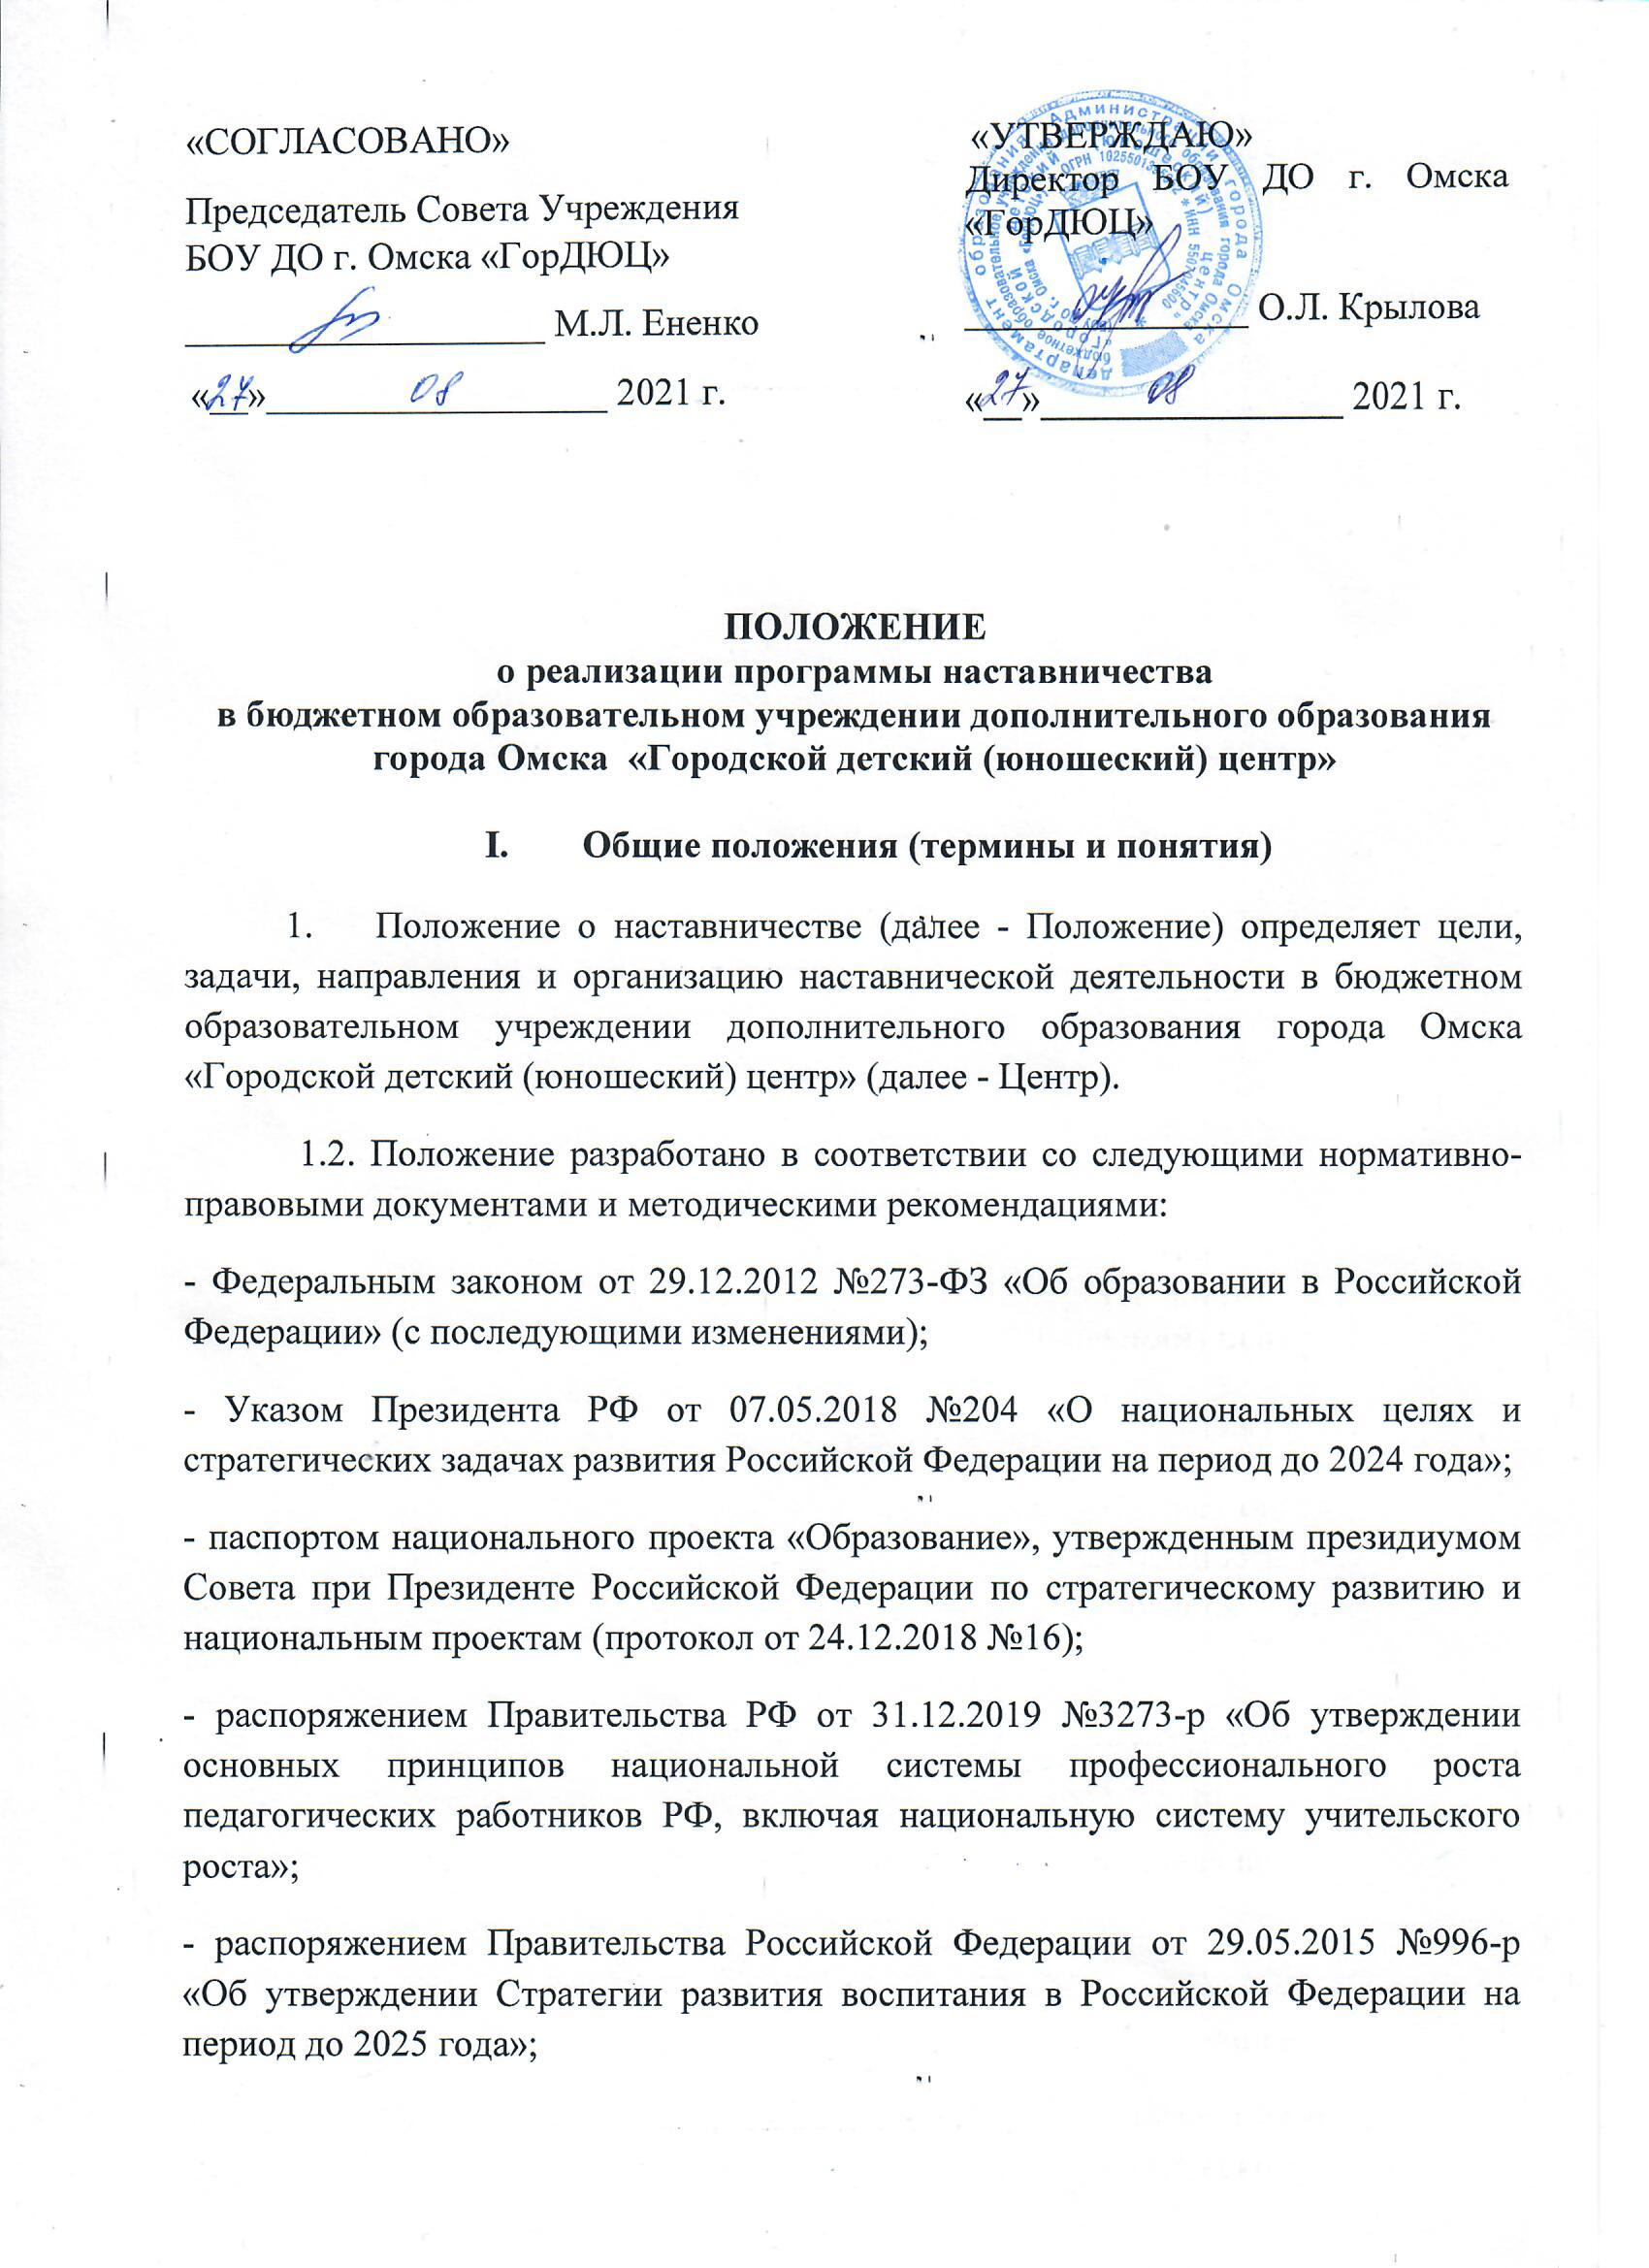 «СОГЛАСОВАНО»
Председатель Совета Учреждения
БОУ ДО г. Омска «ГорДЮЦ»
М.Л. Ененко
«27» 08 2021 г.
«УТВЕРЖДАЮ»
Директор БОУ ДО г. Омска
«ГорДЮЦ»
О.Л. Крылова
«27» 08 2021 г.
ПОЛОЖЕНИЕ
о реализации программы наставничества
в бюджетном образовательном учреждении дополнительного образования
города Омска «Городской детский (юношеский) центр»
I. Общие положения (термины и понятия)
1. Положение о наставничестве (далее - Положение) определяет цели,
задачи, направления и организацию наставнической деятельности в бюджетном
образовательном учреждении дополнительного образования города Омска
«Городской детский (юношеский) центр» (далее - Центр).
1.2. Положение разработано в соответствии со следующими нормативно-
правовыми документами и методическими рекомендациями:
- Федеральным законом от 29.12.2012 №273-ФЗ «Об образовании в Российской
Федерации» (с последующими изменениями);
- Указом Президента РФ от 07.05.2018 №204 «О национальных целях и
стратегических задачах развития Российской Федерации на период до 2024 года»;
- паспортом национального проекта «Образование», утвержденным президиумом
Совета при Президенте Российской Федерации по стратегическому развитию и
национальным проектам (протокол от 24.12.2018 №16);
- распоряжением Правительства РФ от 31.12.2019 №3273-р «Об утверждении
основных принципов национальной системы профессионального роста
педагогических работников РФ, включая национальную систему учительского
роста»;
- распоряжением Правительства Российской Федерации от 29.05.2015 №996-р
«Об утверждении Стратегии развития воспитания в Российской Федерации на
период до 2025 года»;